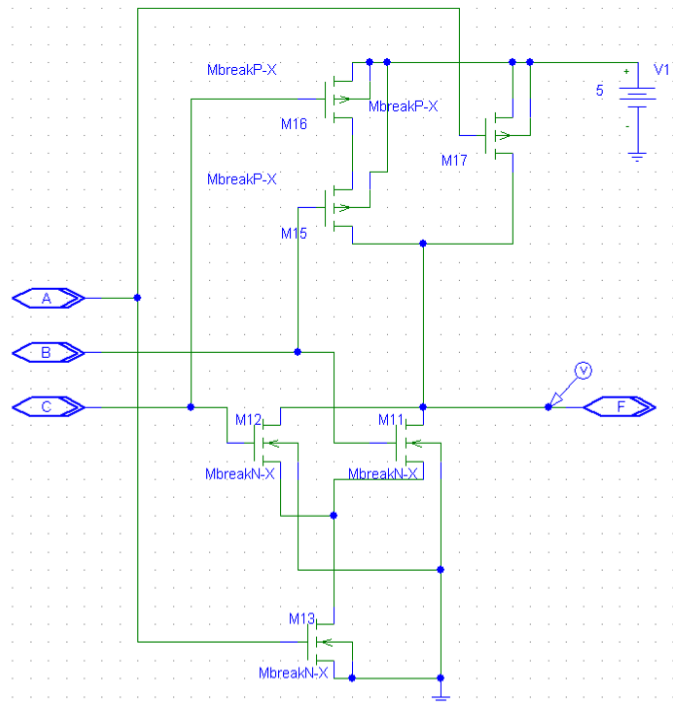 MbreakP-X
+
V1
MbreakP-X
5
M16
-
M17
MbreakP-X
M15
A
B
V
C
M12
M11
F
MbreakN-X
MbreakN-X
M13
MbreakN-X